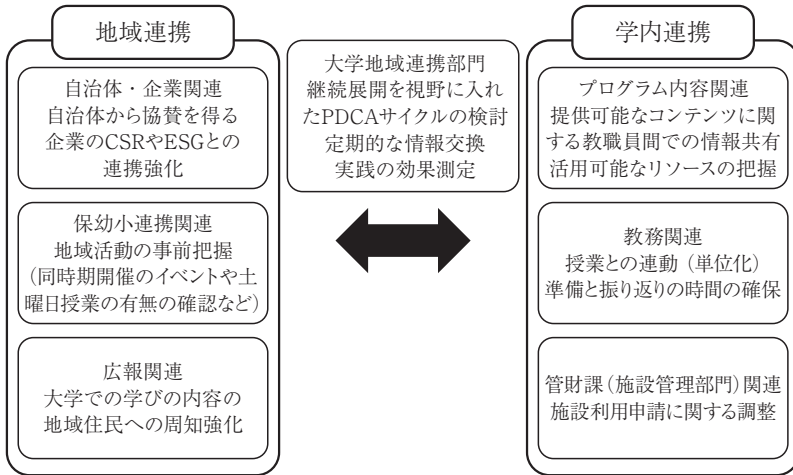 地域連携
自治体・企業関連
自治体から協賛を得る
企業のCSRやESGとの
連携強化
保幼小連携関連
地域活動の事前把握
(同時期開催のイベントや土
曜日授業の有無の確認など)
広報関連
大学での学びの内容の
地域住民への周知強化
大学地域連携部門
継続展開を視野に入れ
たPDCAサイクルの検討
定期的な情報交換
実践の効果測定
学内連携
プログラム内容関連
提供可能なコンテンツに関
する教職員間での情報共有
活用可能なリソースの把握
教務関連
授業との連動(単位化)
準備と振り返りの時間の確保
管財課(施設管理部門)関連
施設利用申請に関する調整